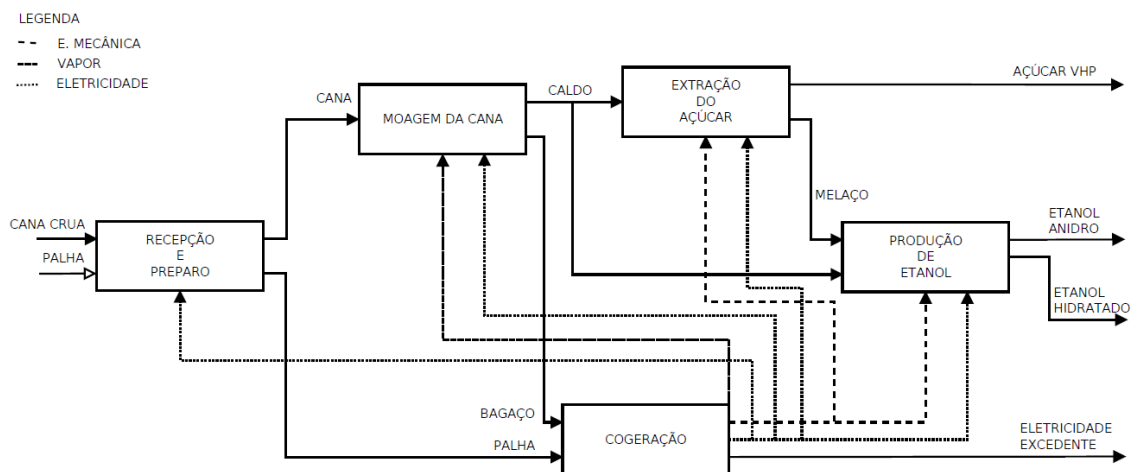 LEGENDA
E. MECÂNICA
VAPOR
ELETRICIDADE
CANA
MOAGEM DA CANA
CALDO
EXTRAÇÃO
DO
AÇÚCAR
AÇÚCAR VHP
MELAÇO
CANA CRUA
PALHA
RECEPÇÃO
E
PREPARO
PRODUÇÃO
DE
ETANOL
ETANOL
ANIDRO
ETANOL
HIDRATADO
BAGAÇO
PALHA
COGERAÇÃO
ELETRICIDADE
EXCEDENTE